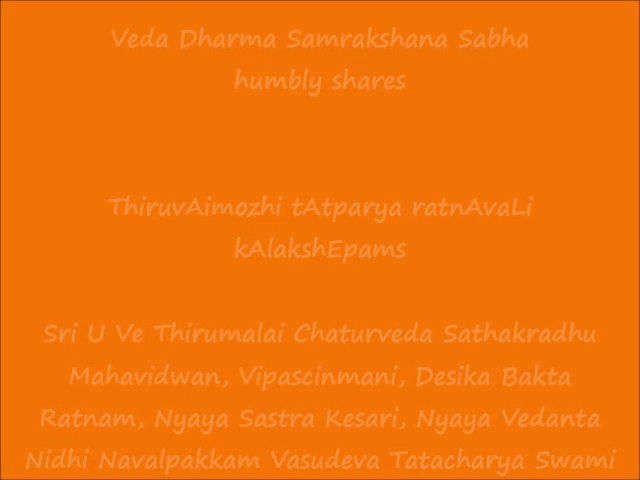 Veda Dharma Samrakshana Sabha
humbly shares
ThiruvAimozhi tAtparya ratnAvaLi
kAlakshEpams
Sri U Ve Thirumalai Chaturveda Sathakradhu
Mahavidwan, Vipascinmani, Desika Bakta
Ratnam, Nyaya Sastra Kesari, Nyaya Vedanta
Nidhi Navalpakkam Vasudeva Tatacharya Swami